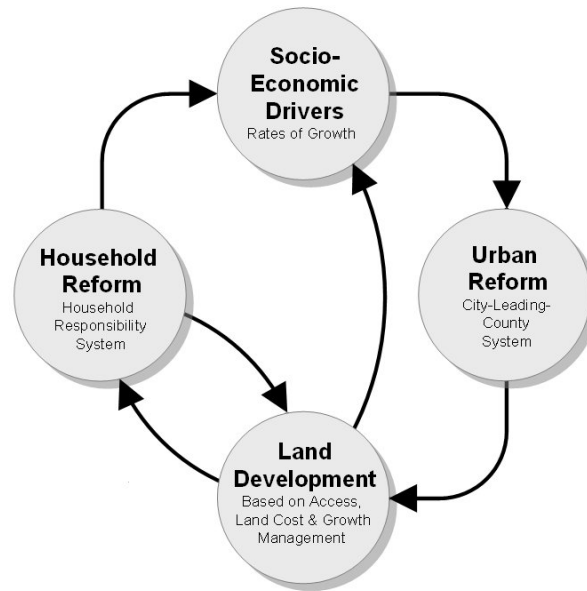 Socio-
Economic
Drivers
Rates of Growth
Household
Reform
Household
Responsibility
System
Urban
Reform
City-Leading-
County
System
Land
Development
Based on Access,
Land Cost & Growth
Management